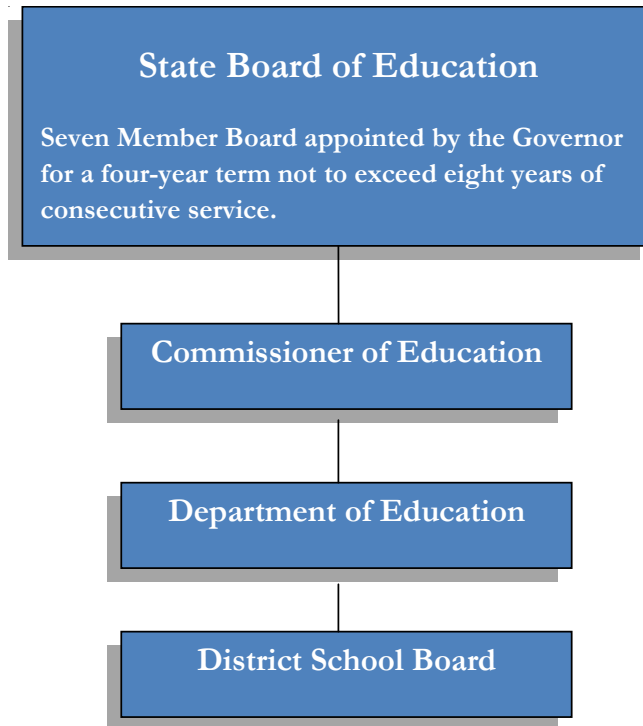 State Board of Education
Seven Member Board appointed by the Governor
for a four-year term not to exceed eight years of
consecutive service.
Commissioner of Education
Department of Education
District School Board